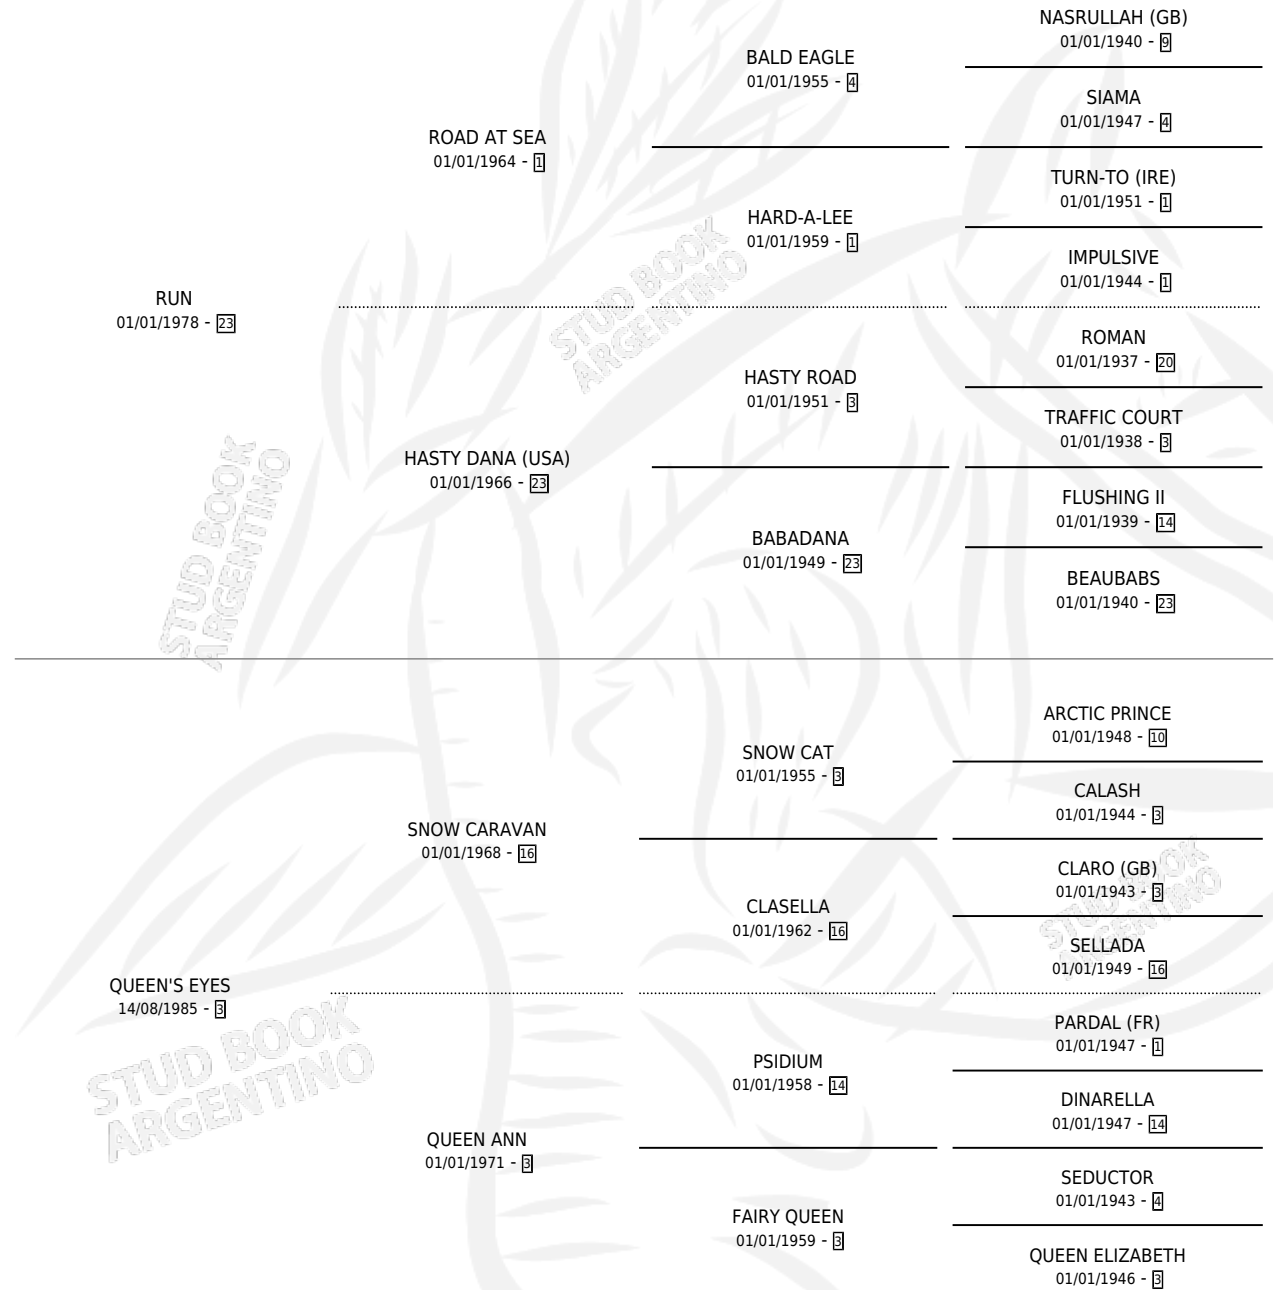 NASRULLAH (GB)
01/01/1940 - 9
BALD EAGLE
01/01/1955 - 4
SIAMA
01/01/1947 - 4
ROAD AT SEA
01/01/1964 - 1
TURN-TO (IRE)
01/01/1951 - 1
HARD-A-LEE
01/01/1959 - 1
IMPULSIVE
01/01/1944 - 1
RUN
01/01/1978 - 23
ROMAN
01/01/1937 - 20
HASTY ROAD
01/01/1951 - 3
TRAFFIC COURT
01/01/1938 - 3
HASTY DANA (USA)
01/01/1966 - 23
FLUSHING II
01/01/1939 - 14
BABADANA
01/01/1949 - 23
BEAUBABS
01/01/1940 - 23
ARCTIC PRINCE
01/01/1948 - 10
SNOW CAT
01/01/1955 - 3
CALASH
01/01/1944 - 3
SNOW CARAVAN
01/01/1968 - 16
CLARO (GB)
01/01/1943 - 3
CLASELLA
01/01/1962 - 16
SELLADA
01/01/1949 - 16
QUEEN'S EYES
14/08/1985 - 3
PARDAL (FR)
01/01/1947 - 1
PSIDIUM
01/01/1958 - 14
DINARELLA
01/01/1947 - 14
QUEEN ANN
01/01/1971 - 3
SEDUCTOR
01/01/1943 - 4
FAIRY QUEEN
01/01/1959 - 3
QUEEN ELIZABETH
01/01/1946 - 3
STUD BOOK
ARGENTINO
STUD BOOK
ARGENTINO
STUD BOOK
ARGENTINO
STUD BOOK
ARGENTINO